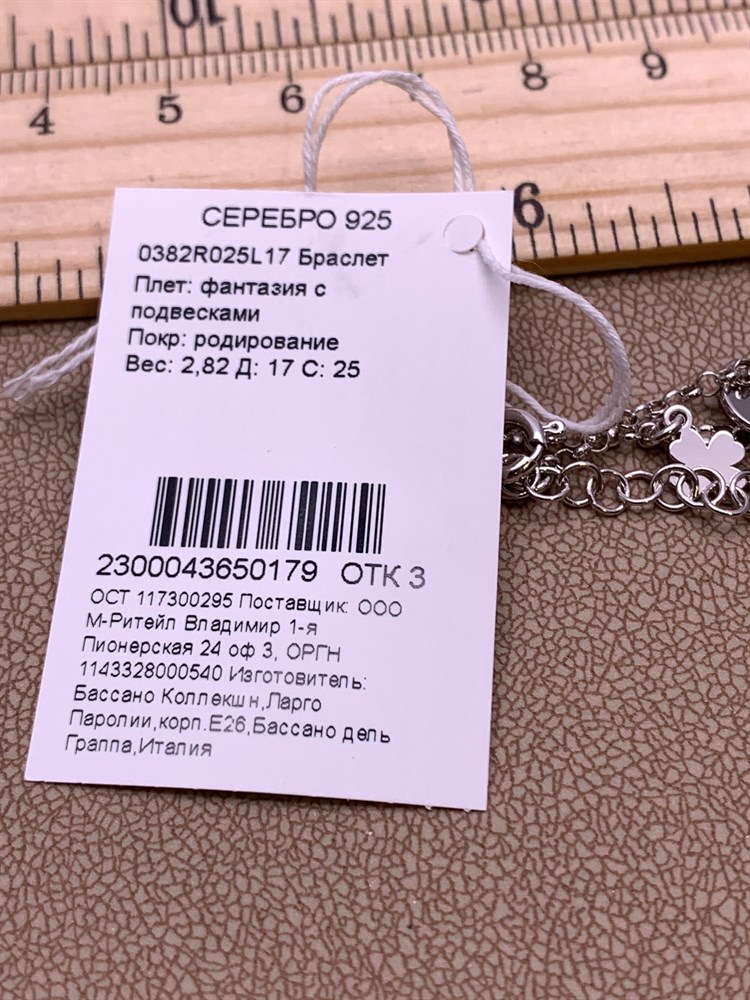 10
4 5 6 8 9
6
СЕРЕБРО 925
0382R025L17 Браслет
Плет: фантазия с
подвесками
Покр: родирование
Вес: 2,82 Д: 17 С: 25
2300043650179 ОТК 3
ОСТ 117300295 Поставщик: ООО
М-Ритейл Владимир 1-я
Пионерская 24 оф 3, ОРГН
1143328000540 Изготовитель:
Бассано Коллекшн,Ларго
Паролии,корп.Е26,Бассано дель
Граппа,Италия